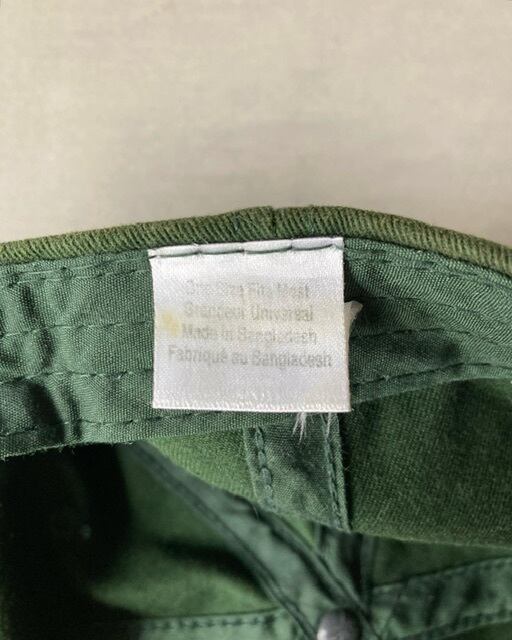 One Size Fits Most
Grandeur Universal
Made in Bangladesh
Fabriqué au Bangladesh